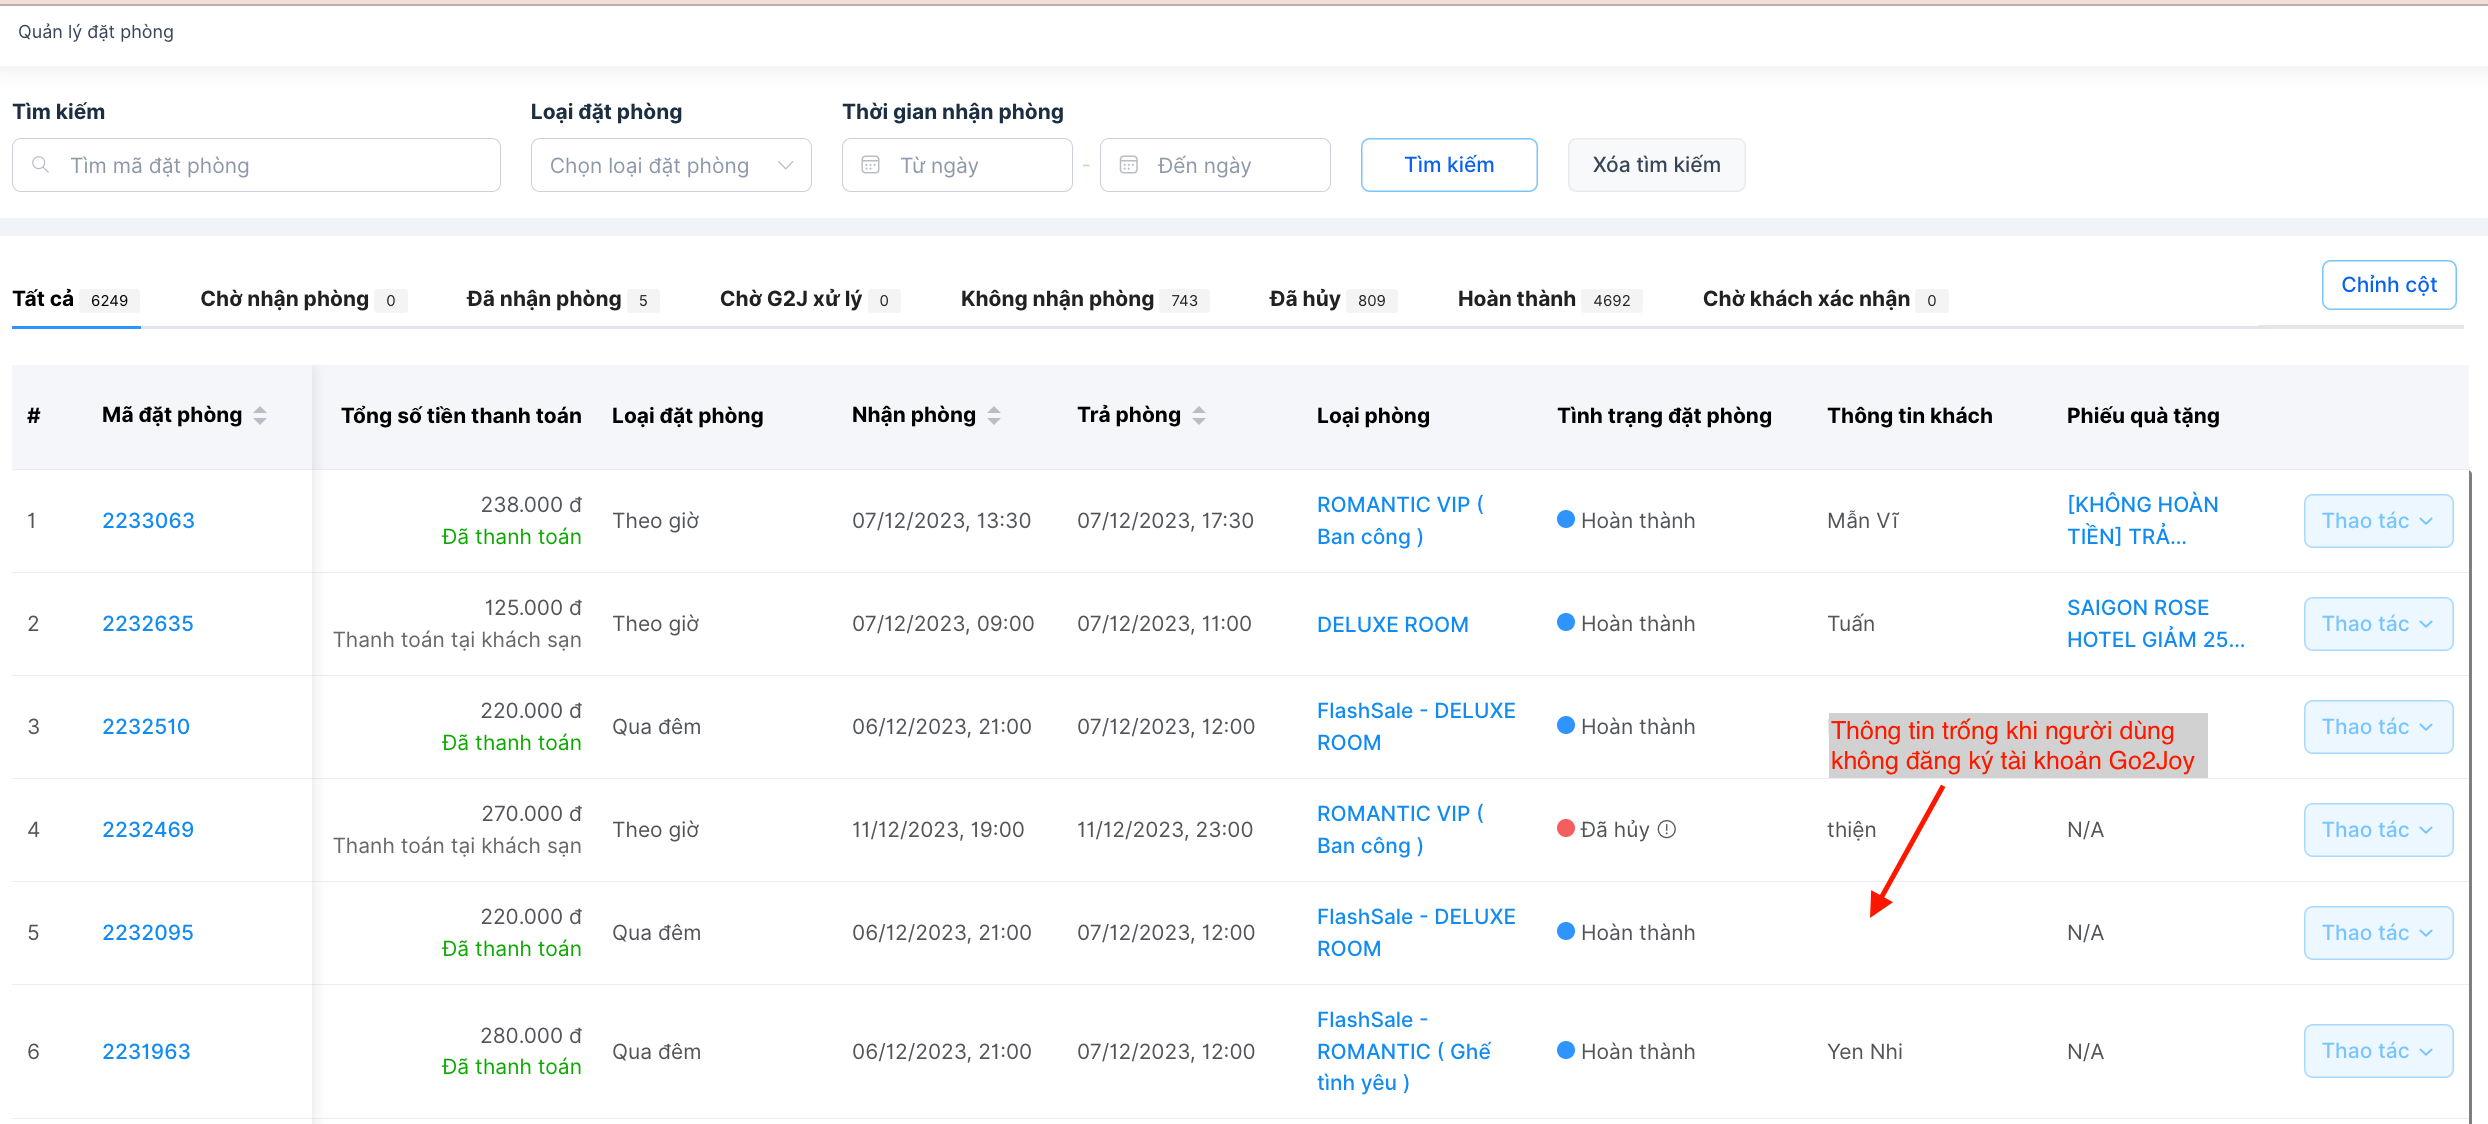 Quản lý đặt phòng
Tìm kiếm
Loại đặt phòng
Thời gian nhận phòng
Tìm mã đặt phòng
Chọn loại đặt phòng
Từ ngày
-
Đến ngày
Tìm kiếm
Xóa tìm kiếm
Tất cả 6249
Chờ nhận phòng 0
Đã nhận phòng 5
Chờ G2J xử lý 0
Không nhận phòng 743
Đã hủy 809
Hoàn thành 4692
Chờ khách xác nhận 0
Chỉnh cột
#
Mã đặt phòng
Tổng số tiền thanh toán
Loại đặt phòng
Nhận phòng
Trả phòng
Loại phòng
Tình trạng đặt phòng
Thông tin khách
Phiếu quà tặng
1
2233063
238.000 đ
Đã thanh toán
Theo giờ
07/12/2023, 13:30
07/12/2023, 17:30
ROMANTIC VIP (
Ban công )
Hoàn thành
Mẫn Vĩ
[KHÔNG HOÀN
TIỀN] TRẢ...
Thao tác
2
2232635
125.000 đ
Thanh toán tại khách sạn
Theo giờ
07/12/2023, 09:00
07/12/2023, 11:00
DELUXE ROOM
Hoàn thành
Tuấn
SAIGON ROSE
HOTEL GIẢM 25...
Thao tác
3
2232510
220.000 đ
Đã thanh toán
Qua đêm
06/12/2023, 21:00
07/12/2023, 12:00
FlashSale - DELUXE
ROOM
Hoàn thành
Thông tin trống khi người dùng
không đăng ký tài khoản Go2Joy
Thao tác
4
2232469
270.000 đ
Thanh toán tại khách sạn
Theo giờ
11/12/2023, 19:00
11/12/2023, 23:00
ROMANTIC VIP (
Ban công )
Đã hủy
thiện
N/A
Thao tác
5
2232095
220.000 đ
Đã thanh toán
Qua đêm
06/12/2023, 21:00
07/12/2023, 12:00
FlashSale - DELUXE
ROOM
Hoàn thành
N/A
Thao tác
6
2231963
280.000 đ
Đã thanh toán
Qua đêm
06/12/2023, 21:00
07/12/2023, 12:00
FlashSale -
ROMANTIC ( Ghế
tình yêu )
Hoàn thành
Yen Nhi
N/A
Thao tác